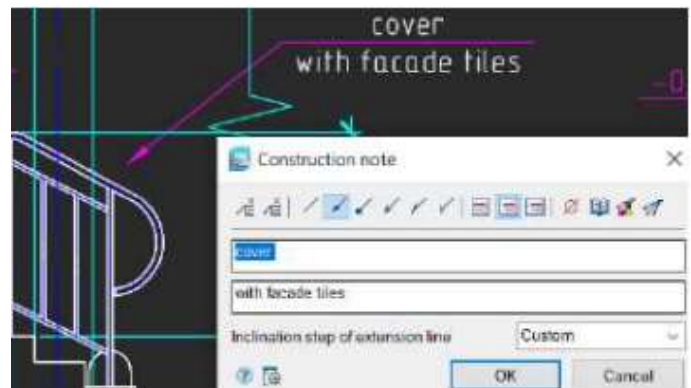 cover
with facade tiles
-0
Construction note
cover
with facade tiles
Inclination step of extension line
Custom
OK
Cancel